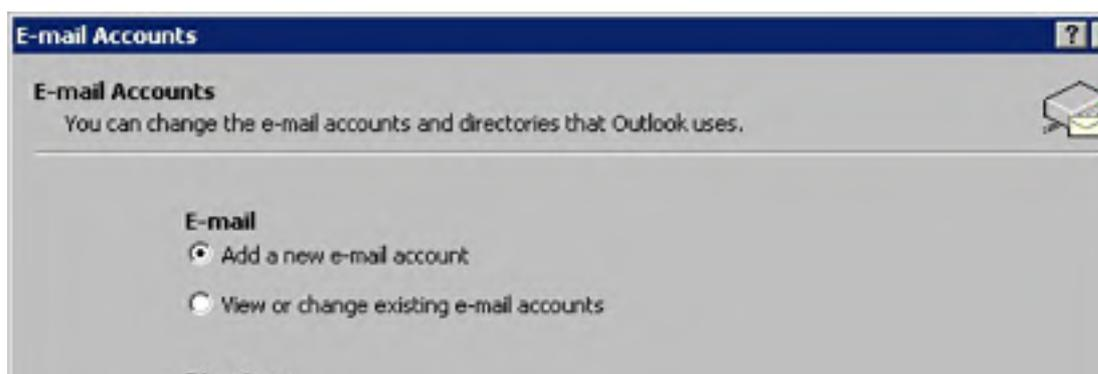 E-mail Accounts
?
E-mail Accounts
You can change the e-mail accounts and directories that Outlook uses.
E-mail
Add a new e-mail account
View or change existing e-mail accounts